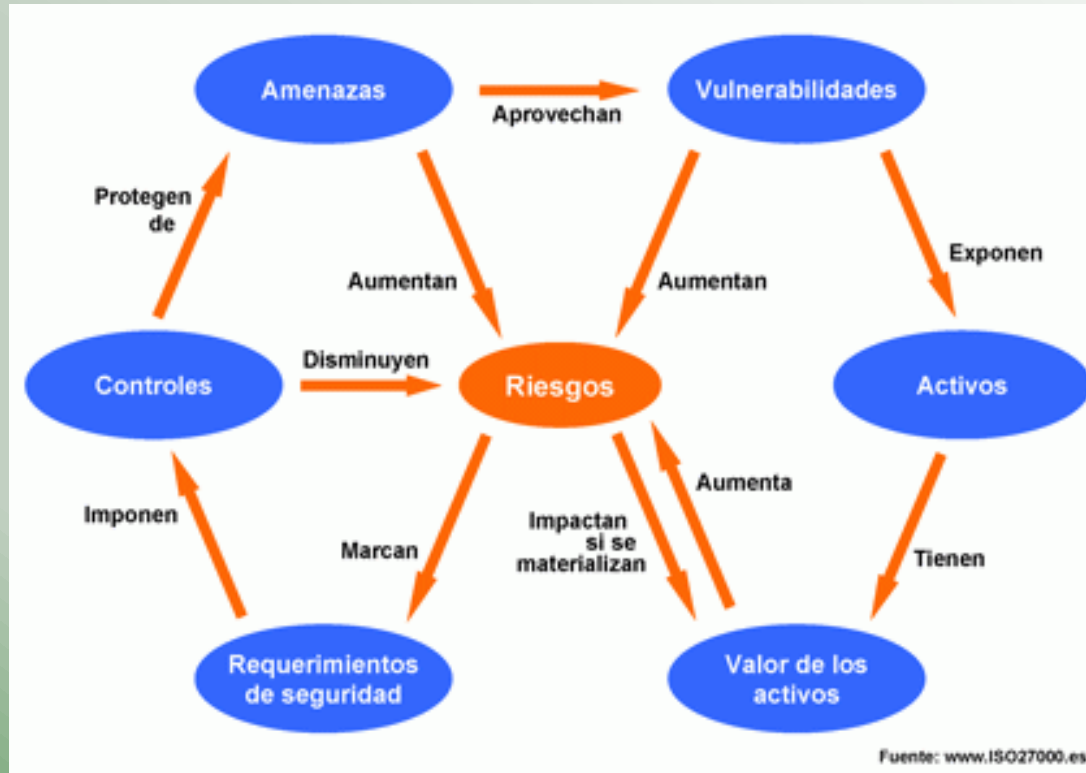 Amenazas
Aprovechan
Vulnerabilidades
Protegen
de
Aumentan
Aumentan
Exponen
Controles
Disminuyen
Riesgos
Activos
Imponen
Marcan
Impactan
si se
materializan
Aumenta
Tienen
Requerimientos
de seguridad
Valor de los
activos
Fuente: www.ISO27000.es